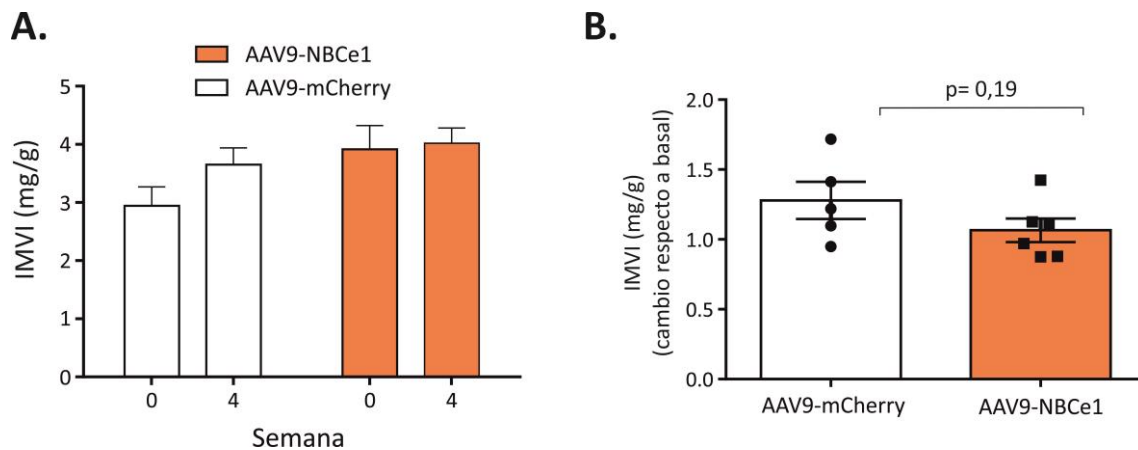 A.
AAV9-NBCe1
AAV9-mCherry
5
4
3
2
1
0
IMVI (mg/g)
0
4
0
4
Semana
B.
p= 0,19
2.0
1.5
1.0
0.5
0.0
IMVI (mg/g)
(cambio respecto a basal)
AAV9-mCherry
AAV9-NBCe1